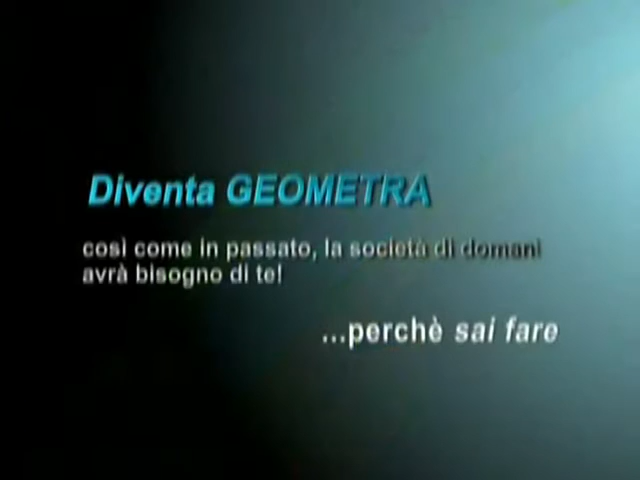 Diventa GEOMETRA
così come in passato, la società di domani
avrà bisogno di te!
...perchè sai fare